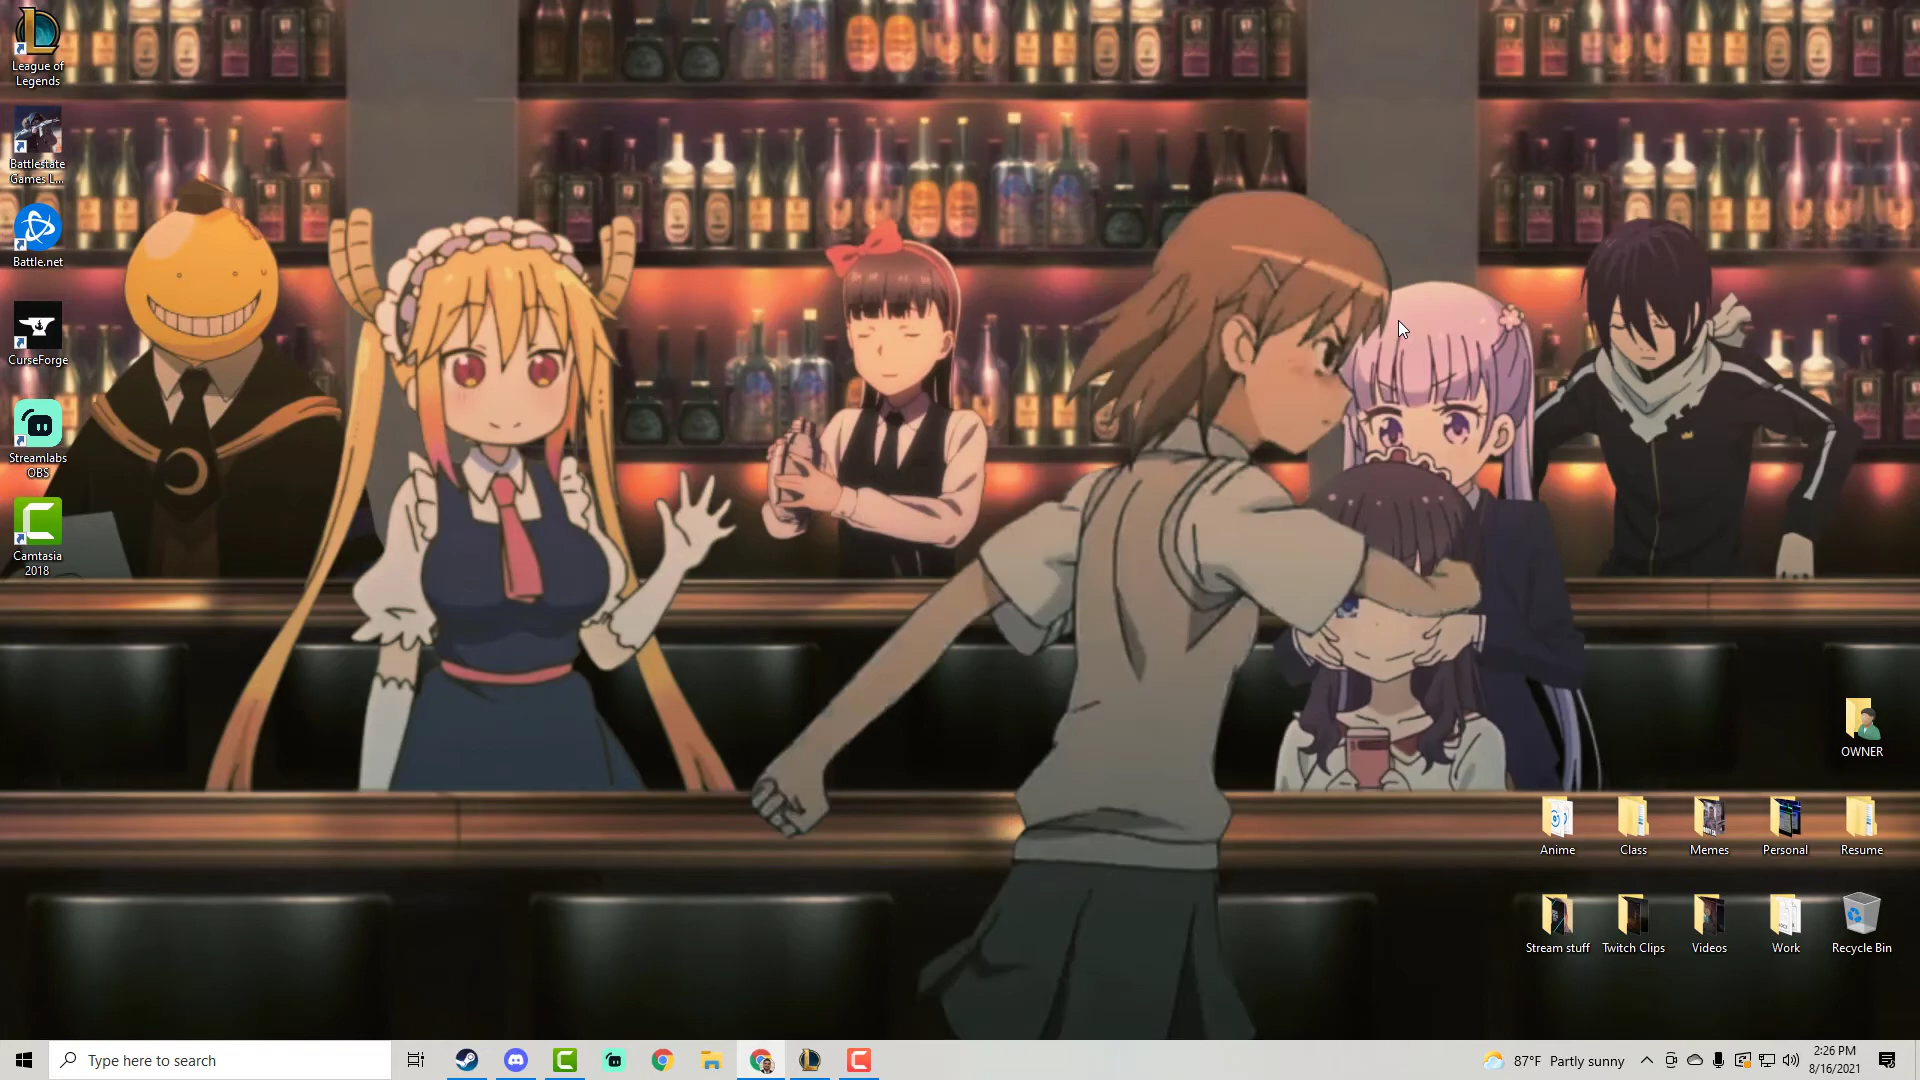 League of
Legends
Battlestate
Games L...
Battle.net
CurseForge
Streamlabs
OBS
Camtasia
2018
OWNER
Anime
Class
Memes
Personal
Resume
Stream stuff
Twitch Clips
Videos
Work
Recycle Bin
Type here to search
87°F Partly sunny
2:26 PM
8/16/2021